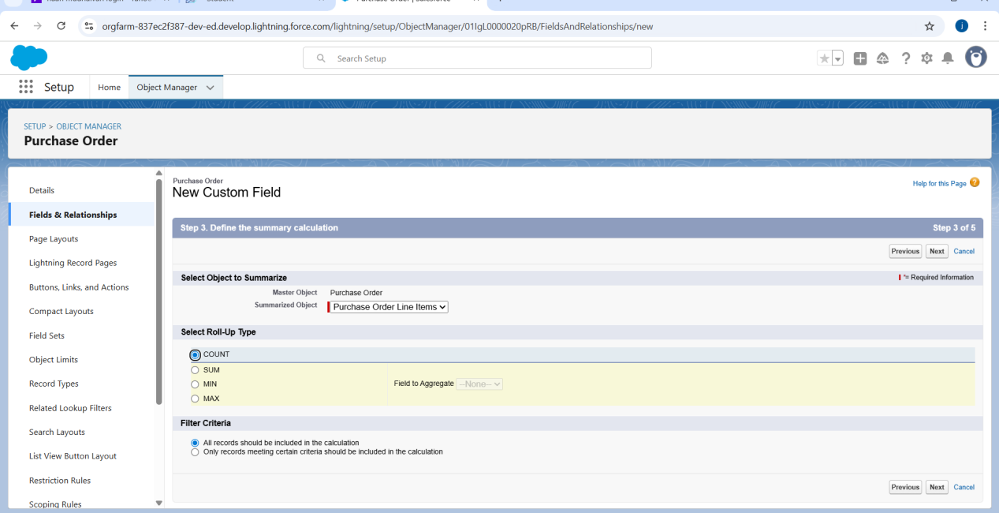 orgfarm-837ec2f387-dev-ed.develop.lightning.force.com/lightning/setup/ObjectManager/01IgL0000020pRB/FieldsAndRelationships/new
j
Search Setup
Setup
Home
Object Manager
SETUP > OBJECT MANAGER
Purchase Order
Details
Fields & Relationships
Page Layouts
Lightning Record Pages
Buttons, Links, and Actions
Compact Layouts
Field Sets
Object Limits
Record Types
Related Lookup Filters
Search Layouts
List View Button Layout
Restriction Rules
Scoping Rules
Purchase Order
New Custom Field
Help for this Page ?
Step 3. Define the summary calculation Step 3 of 5
Previous Next Cancel
Select Object to Summarize *= Required Information
Master Object Purchase Order
Summarized Object Purchase Order Line Items
Select Roll-Up Type
COUNT
SUM
MIN Field to Aggregate --None--
MAX
Filter Criteria
All records should be included in the calculation
Only records meeting certain criteria should be included in the calculation
Previous Next Cancel